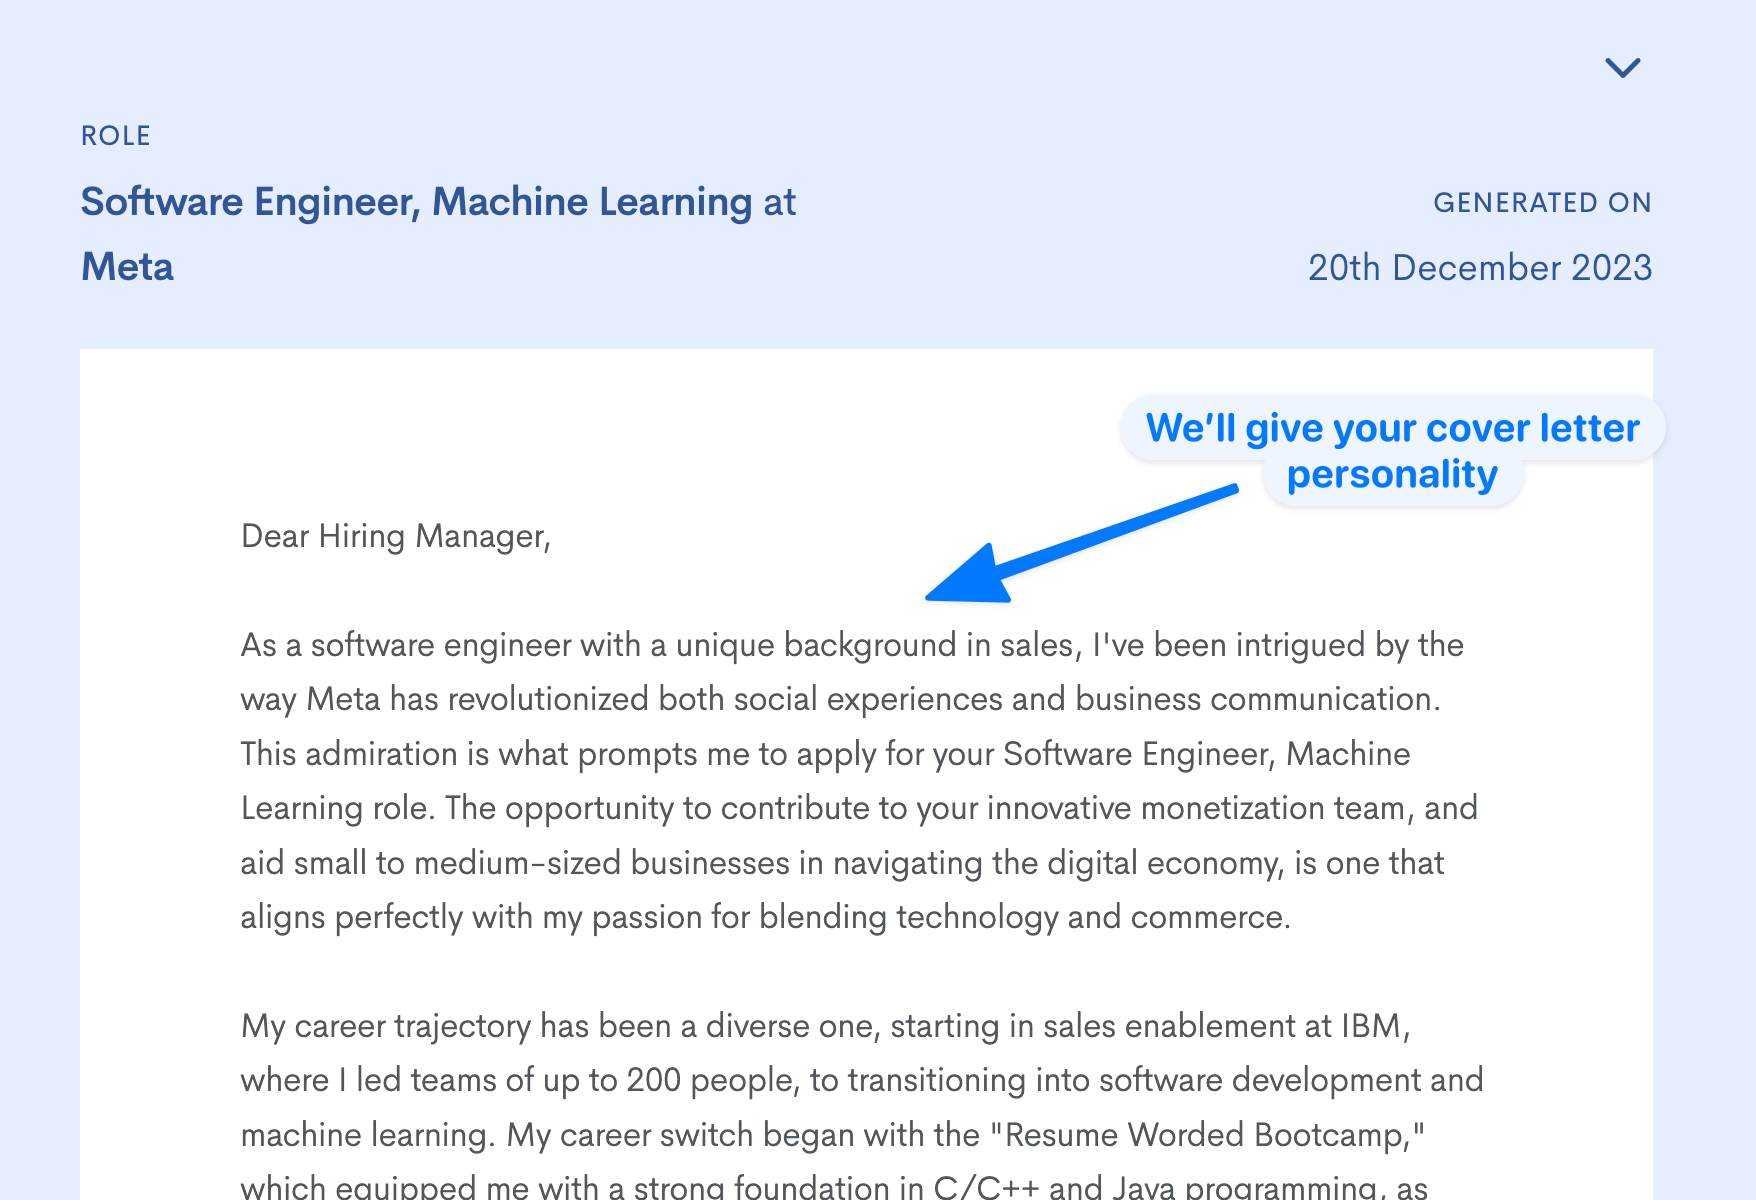 ROLE
Software Engineer, Machine Learning at
Meta
GENERATED ON
20th December 2023
We’ll give your cover letter
personality
Dear Hiring Manager,
As a software engineer with a unique background in sales, I've been intrigued by the
way Meta has revolutionized both social experiences and business communication.
This admiration is what prompts me to apply for your Software Engineer, Machine
Learning role. The opportunity to contribute to your innovative monetization team, and
aid small to medium-sized businesses in navigating the digital economy, is one that
aligns perfectly with my passion for blending technology and commerce.
My career trajectory has been a diverse one, starting in sales enablement at IBM,
where I led teams of up to 200 people, to transitioning into software development and
machine learning. My career switch began with the "Resume Worded Bootcamp,"
which equipped me with a strong foundation in C/C++ and Java programming, as